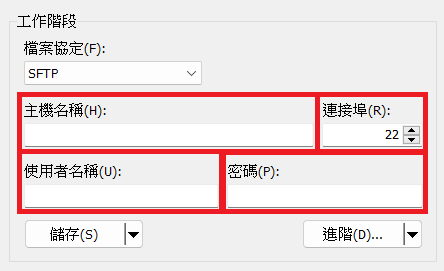 工作階段
檔案協定(F):
SFTP
主機名稱(H): 連接埠(R):
22
使用者名稱(U): 密碼(P):
儲存(S) 進階(D)...